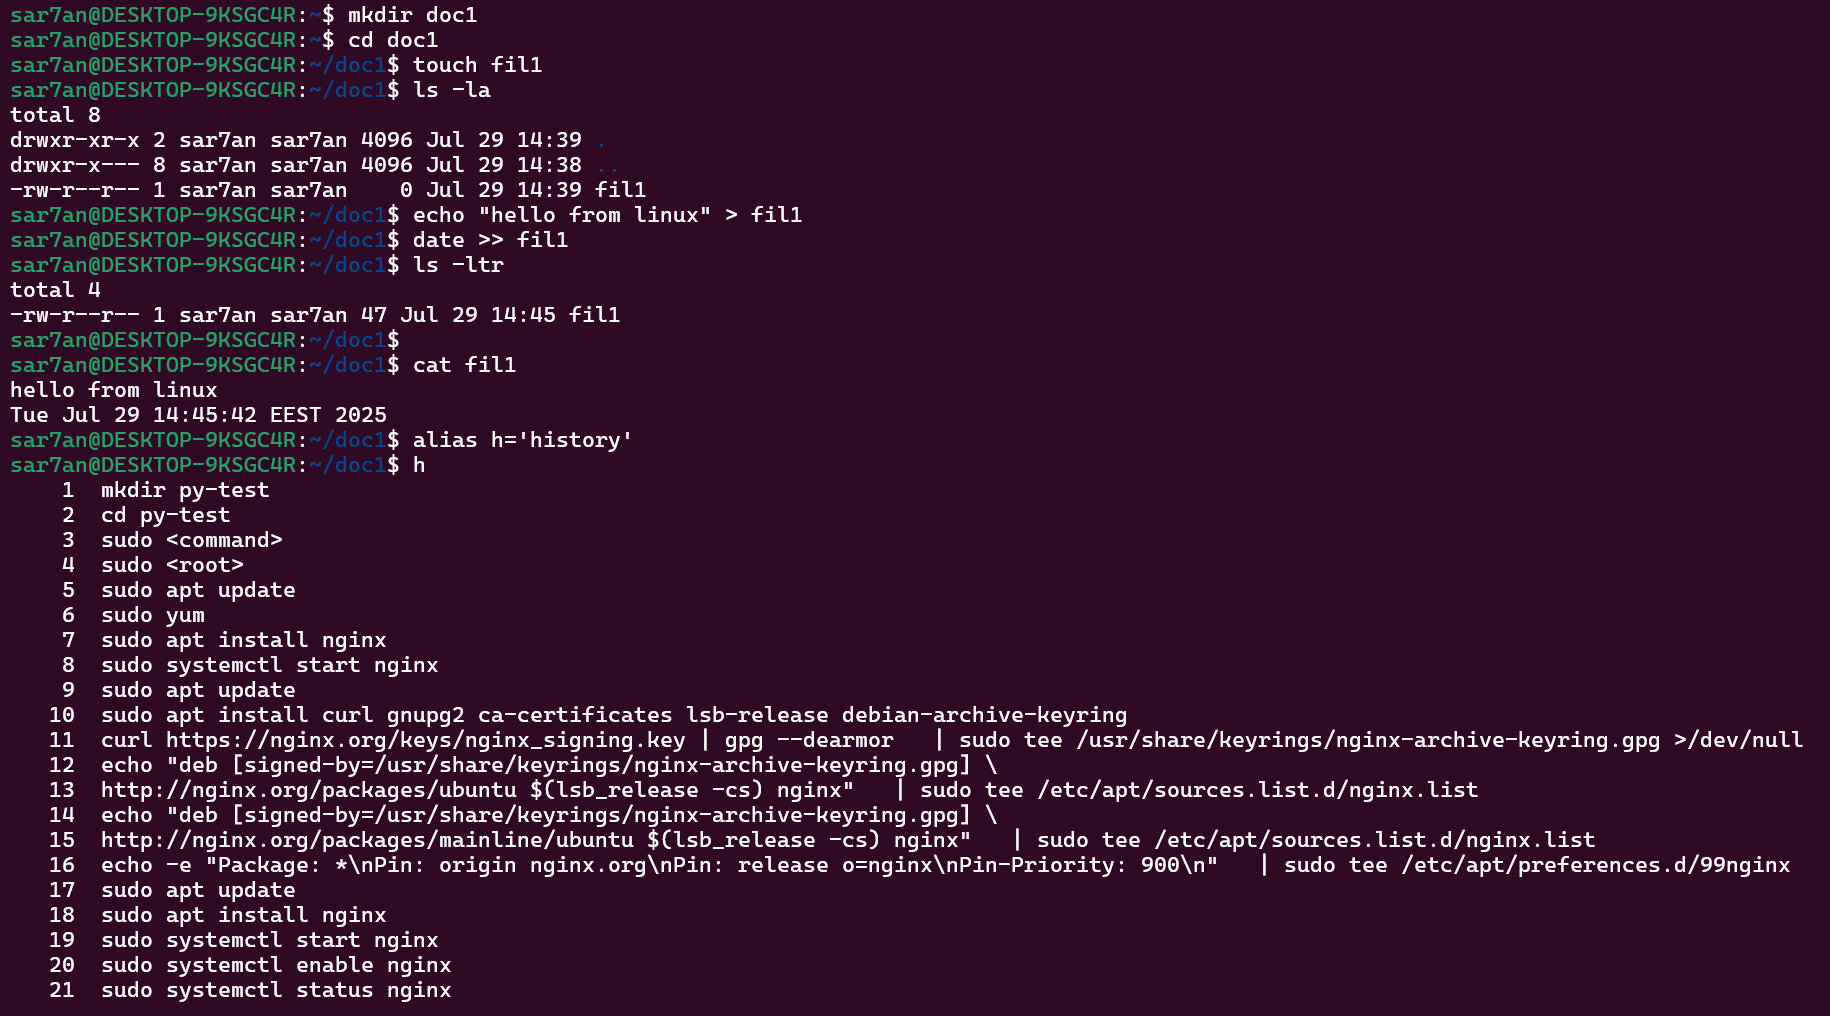 sar7an@DESKTOP-9KSGC4R:~$ mkdir doc1
sar7an@DESKTOP-9KSGC4R:~$ cd doc1
sar7an@DESKTOP-9KSGC4R:~/doc1$ touch fil1
sar7an@DESKTOP-9KSGC4R:~/doc1$ ls -la
total 8
drwxr-xr-x 2 sar7an sar7an 4096 Jul 29 14:39 .
drwxr-x--- 8 sar7an sar7an 4096 Jul 29 14:38 ..
-rw-r--r-- 1 sar7an sar7an    0 Jul 29 14:39 fil1
sar7an@DESKTOP-9KSGC4R:~/doc1$ echo "hello from linux" > fil1
sar7an@DESKTOP-9KSGC4R:~/doc1$ date >> fil1
sar7an@DESKTOP-9KSGC4R:~/doc1$ ls -ltr
total 4
-rw-r--r-- 1 sar7an sar7an 47 Jul 29 14:45 fil1
sar7an@DESKTOP-9KSGC4R:~/doc1$
sar7an@DESKTOP-9KSGC4R:~/doc1$ cat fil1
hello from linux
Tue Jul 29 14:45:42 EEST 2025
sar7an@DESKTOP-9KSGC4R:~/doc1$ alias h='history'
sar7an@DESKTOP-9KSGC4R:~/doc1$ h
    1  mkdir py-test
    2  cd py-test
    3  sudo <command>
    4  sudo <root>
    5  sudo apt update
    6  sudo yum
    7  sudo apt install nginx
    8  sudo systemctl start nginx
    9  sudo apt update
   10  sudo apt install curl gnupg2 ca-certificates lsb-release debian-archive-keyring
   11  curl https://nginx.org/keys/nginx_signing.key | gpg --dearmor   | sudo tee /usr/share/keyrings/nginx-archive-keyring.gpg >/dev/null
   12  echo "deb [signed-by=/usr/share/keyrings/nginx-archive-keyring.gpg] \
   13  http://nginx.org/packages/ubuntu $(lsb_release -cs) nginx"   | sudo tee /etc/apt/sources.list.d/nginx.list
   14  echo "deb [signed-by=/usr/share/keyrings/nginx-archive-keyring.gpg] \
   15  http://nginx.org/packages/mainline/ubuntu $(lsb_release -cs) nginx"   | sudo tee /etc/apt/sources.list.d/nginx.list
   16  echo -e "Package: *\nPin: origin nginx.org\nPin: release o=nginx\nPin-Priority: 900\n"   | sudo tee /etc/apt/preferences.d/99nginx
   17  sudo apt update
   18  sudo apt install nginx
   19  sudo systemctl start nginx
   20  sudo systemctl enable nginx
   21  sudo systemctl status nginx